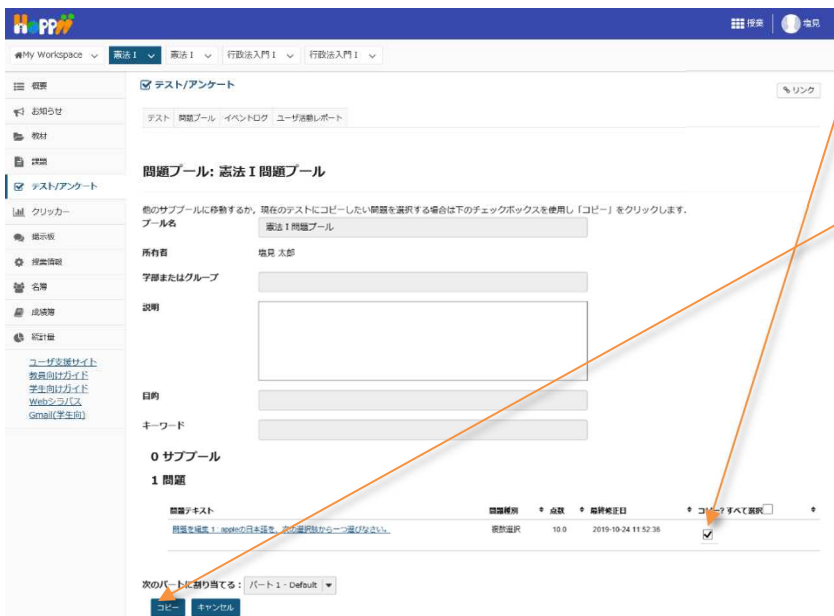 HoPPii 授業 塩見
My Workspace 憲法 I 憲法 I 行政法入門 I 行政法入門 I
概要
お知らせ
教材
課題
テスト/アンケート
クリッカー
掲示板
授業情報
名簿
成績簿
統計量
ユーザ支援サイト
教員向けガイド
学生向けガイド
Webシラバス
Gmail(学生向)
テスト/アンケート
リンク
テスト 問題プール イベントログ ユーザ活動レポート
問題プール: 憲法 I 問題プール
他のサブプールに移動するか，現在のテストにコピーしたい問題を選択する場合は下のチェックボックスを使用し「コピー」をクリックします．
プール名 憲法 I 問題プール
所有者 塩見 太郎
学部またはグループ
説明
目的
キーワード
0 サブプール
1 問題
問題テキスト 問題種別 点数 最終修正日 コピー? すべて選択
問題を編集 1 : appleの日本語を、次の選択肢から一つ選びなさい。 複数選択 10.0 2019-10-24 11:52:36
次のパートに割り当てる： パート 1 - Default
コピー キャンセル